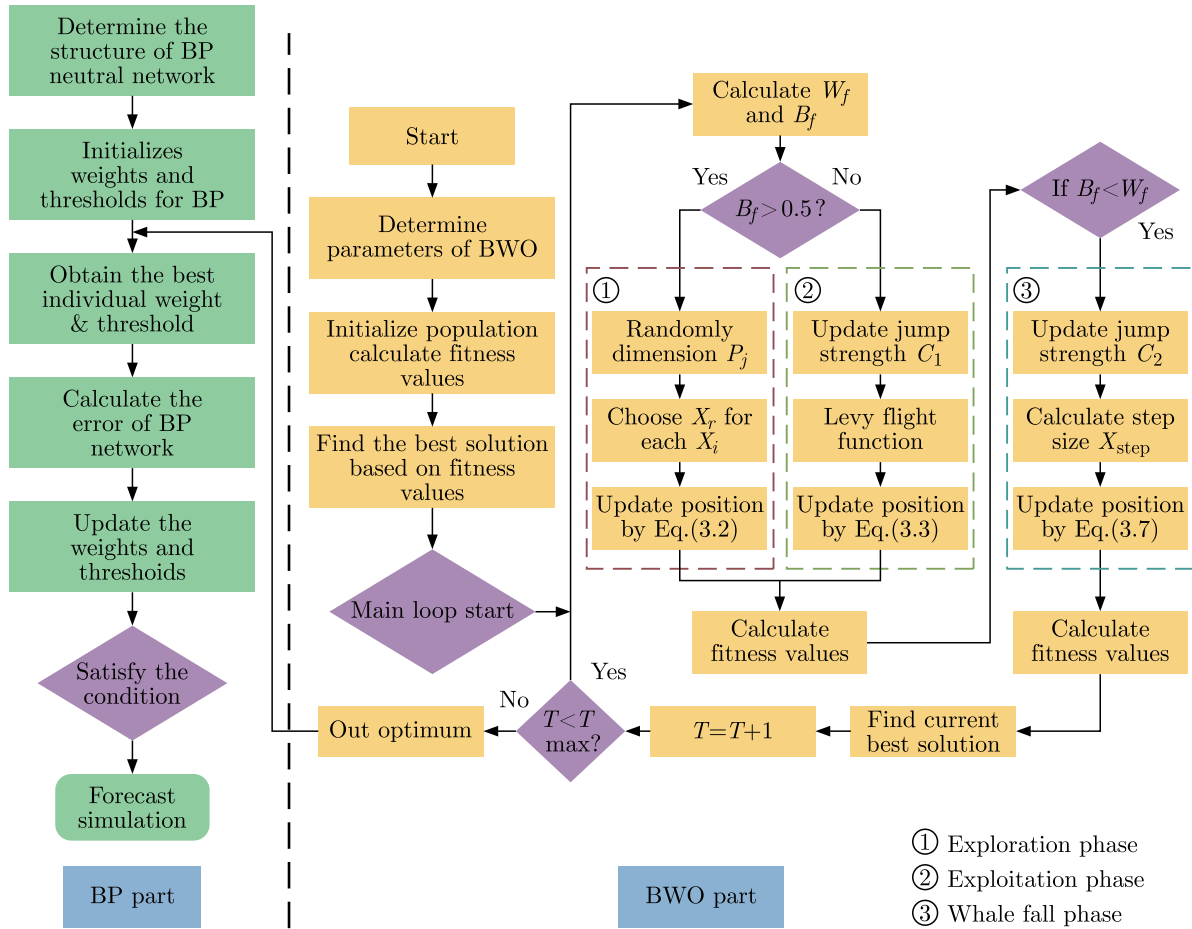 Determine the
structure of BP
neutral network
Initializes
weights and
thresholds for BP
Obtain the best
individual weight
& threshold
Calculate the
error of BP
network
Update the
weights and
threshoids
Satisfy the
condition
Forecast
simulation
BP part
Start
Determine
parameters of BWO
Initialize population
calculate fitness
values
Find the best solution
based on fitness
values
Main loop start
Calculate W_f
and B_f
B_f>0.5?
Yes
No
①
Randomly
dimension P_j
Choose X_r for
each X_i
Update position
by Eq.(3.2)
②
Update jump
strength C_1
Levy flight
function
Update position
by Eq.(3.3)
Calculate
fitness values
If B_f<W_f
Yes
③
Update jump
strength C_2
Calculate step
size X_step
Update position
by Eq.(3.7)
Calculate
fitness values
Find current
best solution
T=T+1
T<T
max?
Yes
No
Out optimum
BWO part
① Exploration phase
② Exploitation phase
③ Whale fall phase